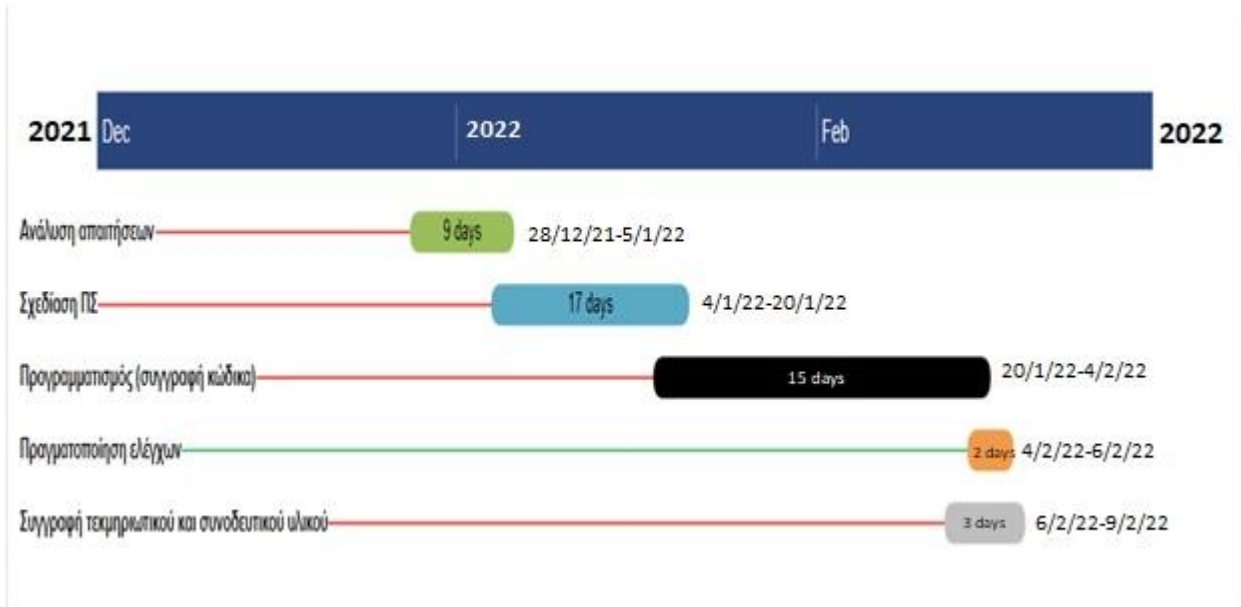 2021 Dec 2022 Feb 2022
Ανάλυση απαιτήσεων 9 days 28/12/21-5/1/22
Σχεδίαση ΠΣ 17 days 4/1/22-20/1/22
Προγραμματισμός (συγγραφή κώδικα) 15 days 20/1/22-4/2/22
Πραγματοποίηση ελέγχων 2 days 4/2/22-6/2/22
Συγγραφή τεκμηριωτικού και συνοδευτικού υλικού 3 days 6/2/22-9/2/22